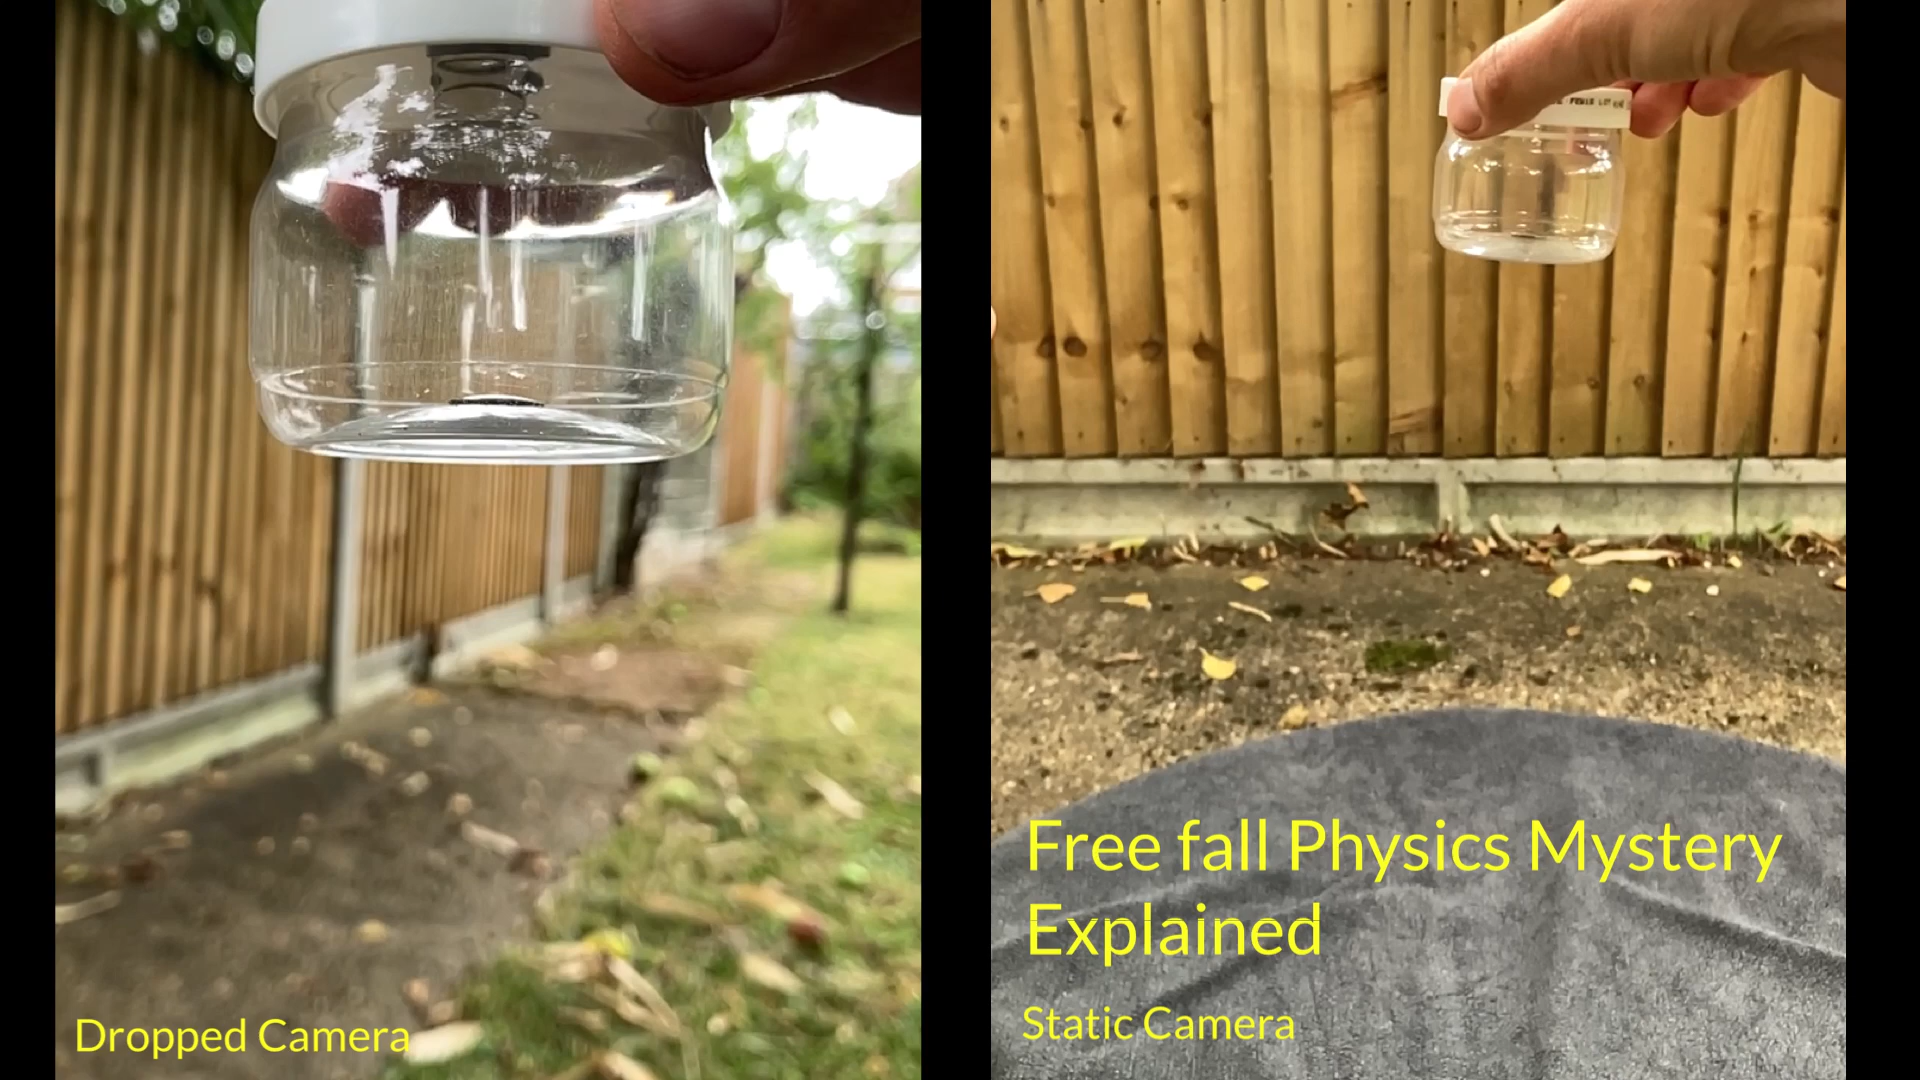 Dropped Camera
Free fall Physics Mystery
Explained
Static Camera